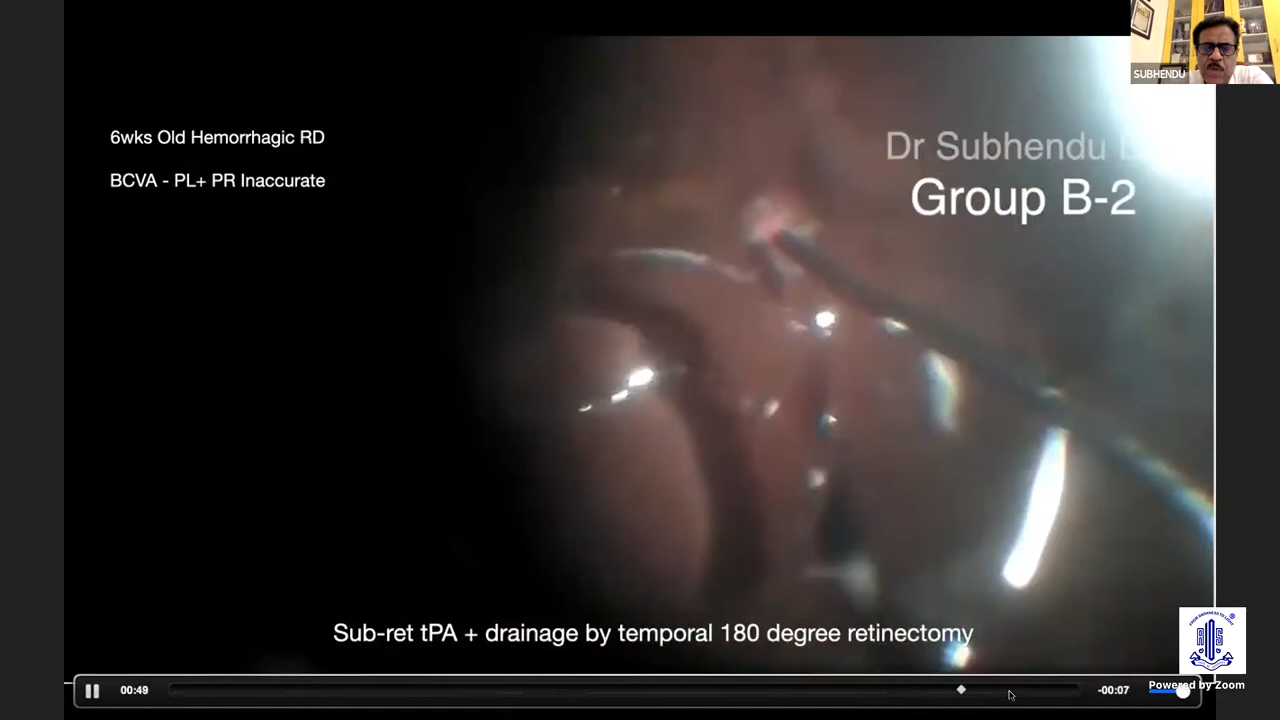 SUBHENDU
6wks Old Hemorrhagic RD
BCVA - PL+ PR Inaccurate
Dr Subhendu
Group B-2
Sub-ret tPA + drainage by temporal 180 degree retinectomy
00:49
-00:07
Powered by Zoom